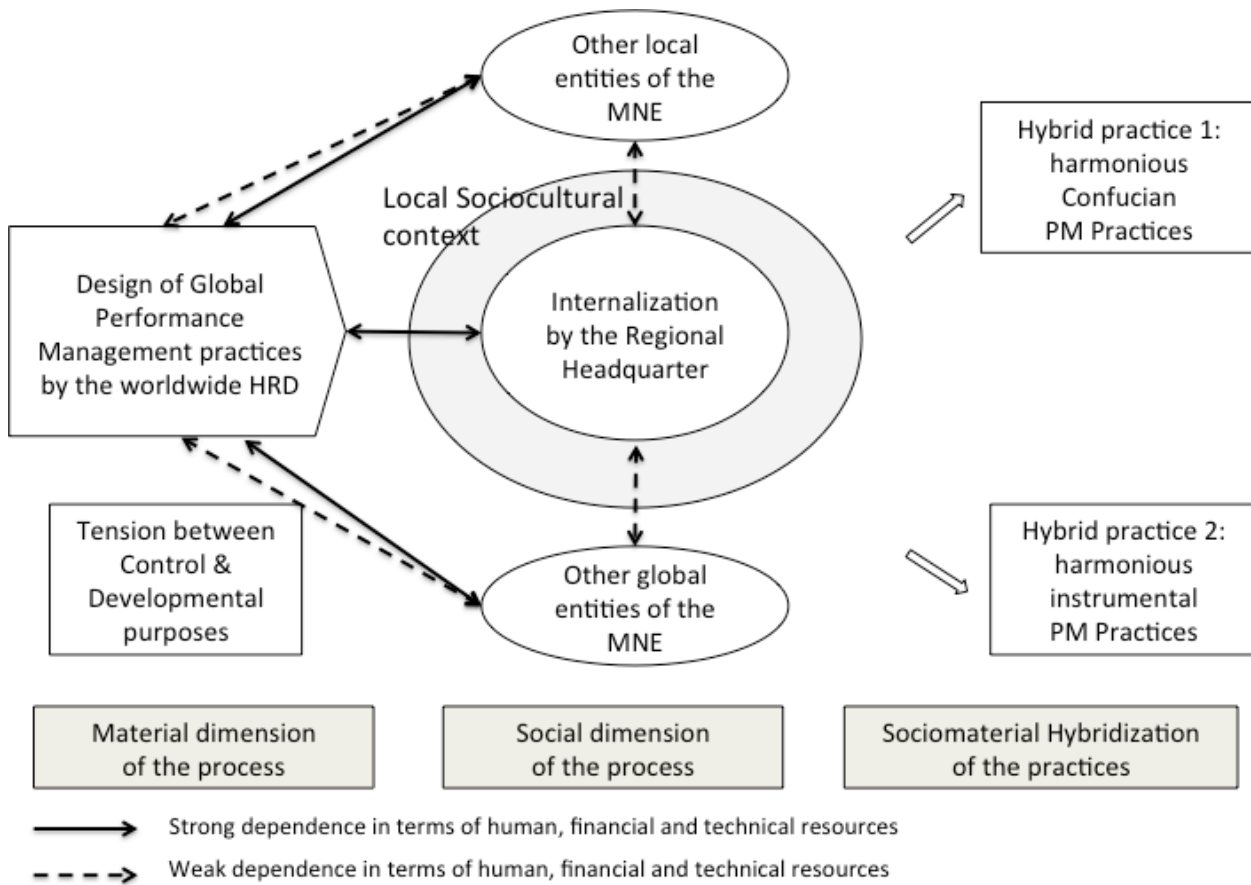 Other local
entities of the
MNE
Hybrid practice 1:
harmonious
Confucian
PM Practices
Local Sociocultural
context
Design of Global
Performance
Management practices
by the worldwide HRD
Internalization
by the Regional
Headquarter
Tension between
Control &
Developmental
purposes
Other global
entities of the
MNE
Hybrid practice 2:
harmonious
instrumental
PM Practices
Material dimension
of the process
Social dimension
of the process
Sociomaterial Hybridization
of the practices
Strong dependence in terms of human, financial and technical resources
Weak dependence in terms of human, financial and technical resources